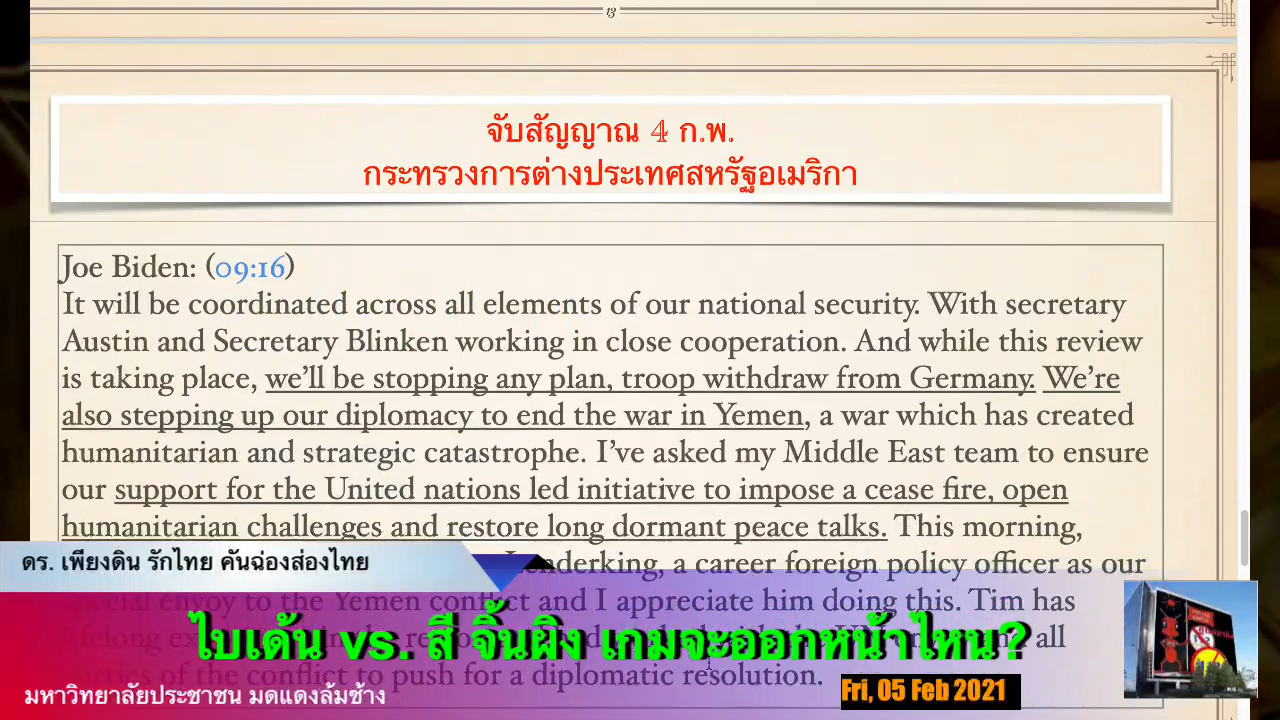 13
จับสัญญาณ 4 ก.พ.
กระทรวงการต่างประเทศสหรัฐอเมริกา
Joe Biden: (09:16)
It will be coordinated across all elements of our national security. With secretary
Austin and Secretary Blinken working in close cooperation. And while this review
is taking place, we’ll be stopping any plan, troop withdraw from Germany. We’re
also stepping up our diplomacy to end the war in Yemen, a war which has created
humanitarian and strategic catastrophe. I’ve asked my Middle East team to ensure
our support for the United nations led initiative to impose a cease fire, open
humanitarian challenges and restore long dormant peace talks. This morning,
Lenderking, a career foreign policy officer as our
special envoy to the Yemen conflict and I appreciate him doing this. Tim has
all
parties of the conflict to push for a diplomatic resolution.
ดร. เพียงดิน รักไทย คันฉ่องส่องไทย
ไบเด้น vs. สี จิ้นผิง เกมจะออกหน้าไหน?
มหาวิทยาลัยประชาชน มดแดงล้มช้าง
Fri, 05 Feb 2021